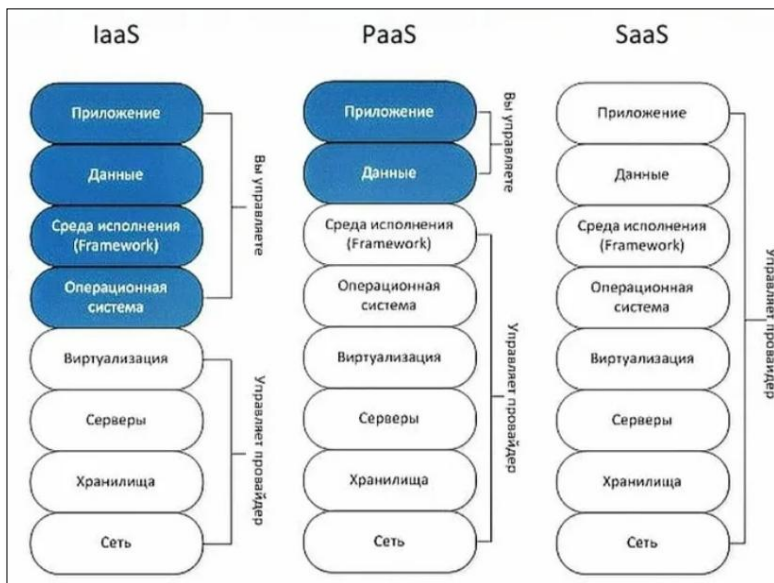 IaaS
Приложение
Данные
Среда исполнения
(Framework)
Операционная
система
Виртуализация
Серверы
Хранилища
Сеть
Вы управляете
Управляет провайдер
PaaS
Приложение
Данные
Среда исполнения
(Framework)
Операционная
система
Виртуализация
Серверы
Хранилища
Сеть
Вы управляете
Управляет провайдер
SaaS
Приложение
Данные
Среда исполнения
(Framework)
Операционная
система
Виртуализация
Серверы
Хранилища
Сеть
Управляет провайдер